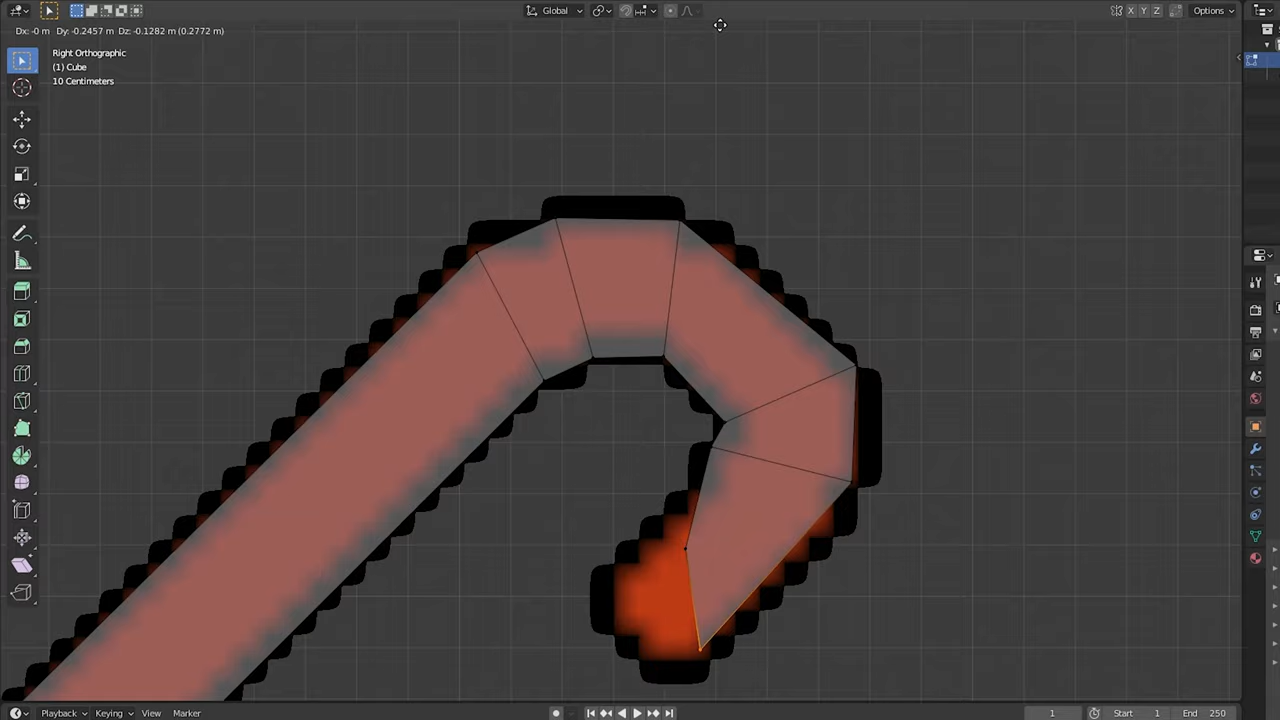 Global
X Y Z
Options
Dx: -0 m Dy: -0.2457 m Dz: -0.1282 m (0.2772 m)
Right Orthographic
(1) Cube
10 Centimeters
Playback Keying View Marker 1 Start 1 End 250